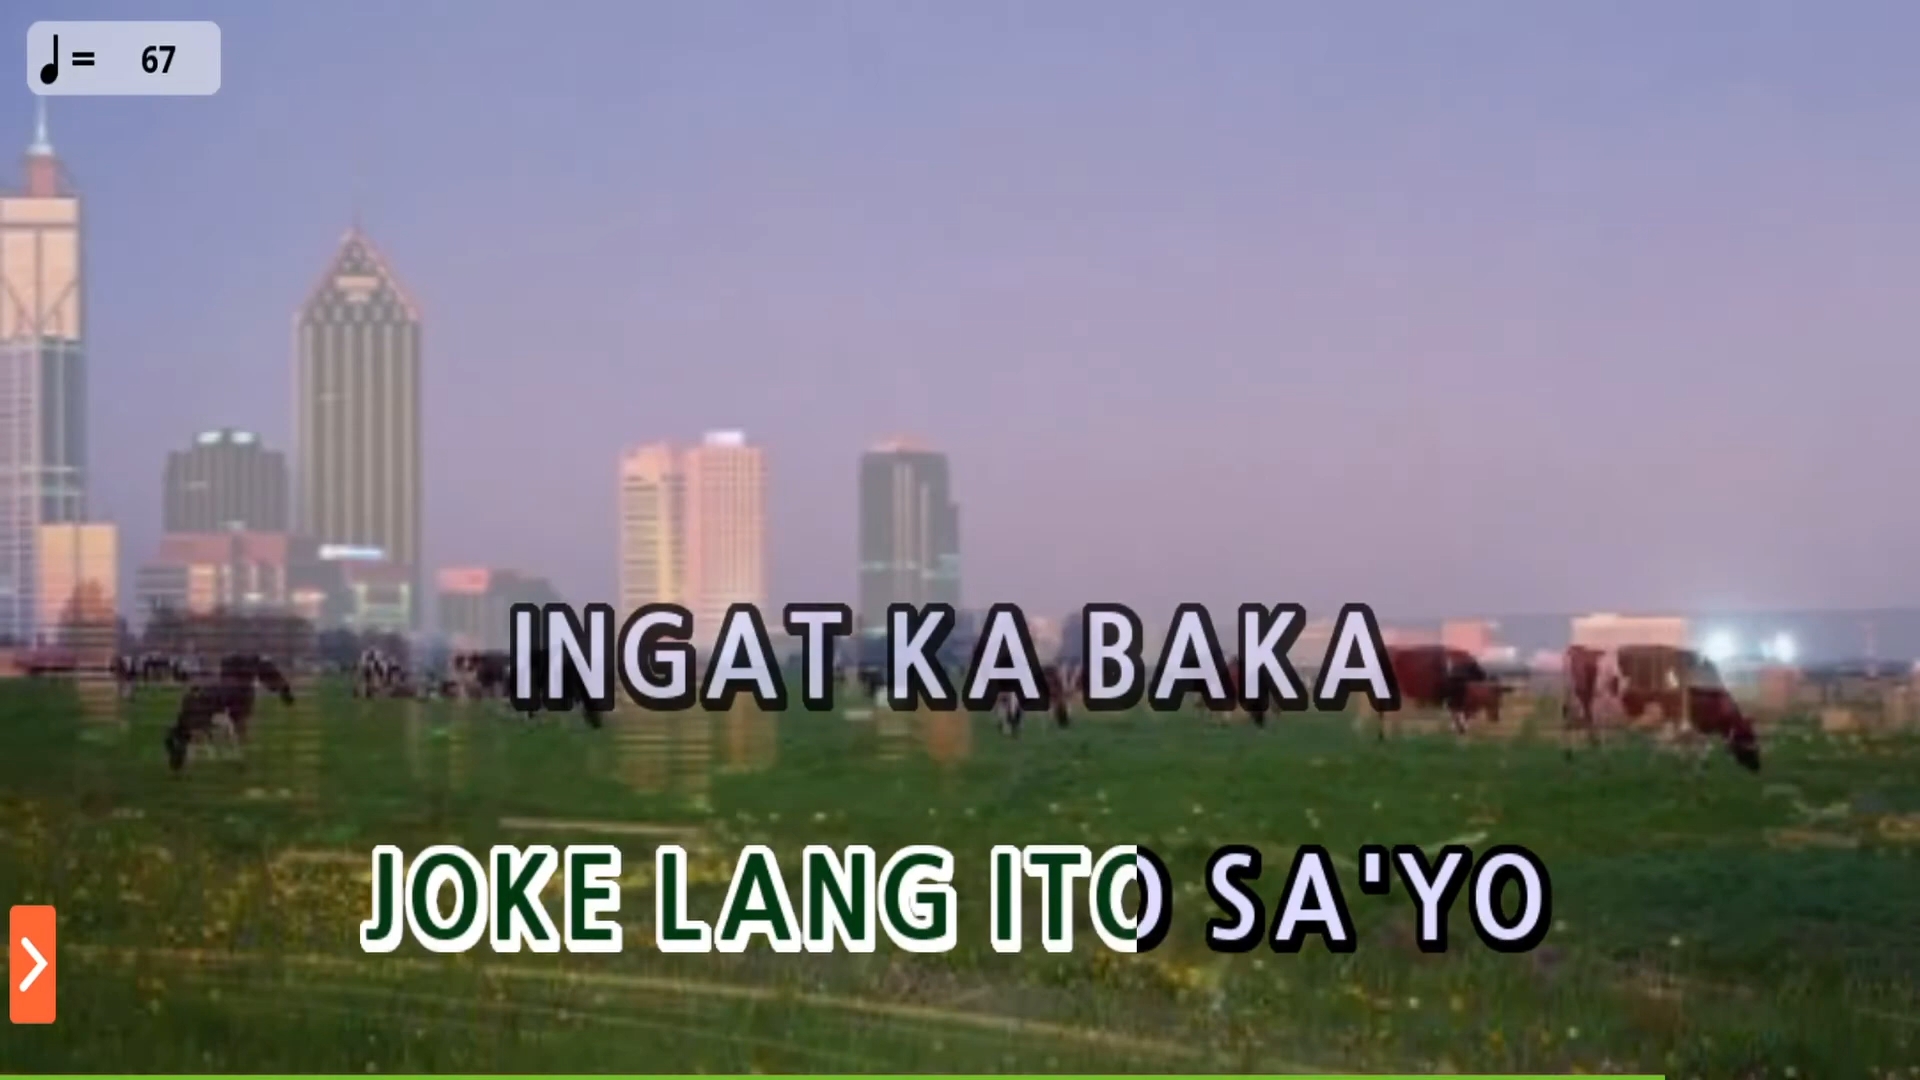 ♩ = 67
INGAT KA BAKA
JOKE LANG ITO SA'YO